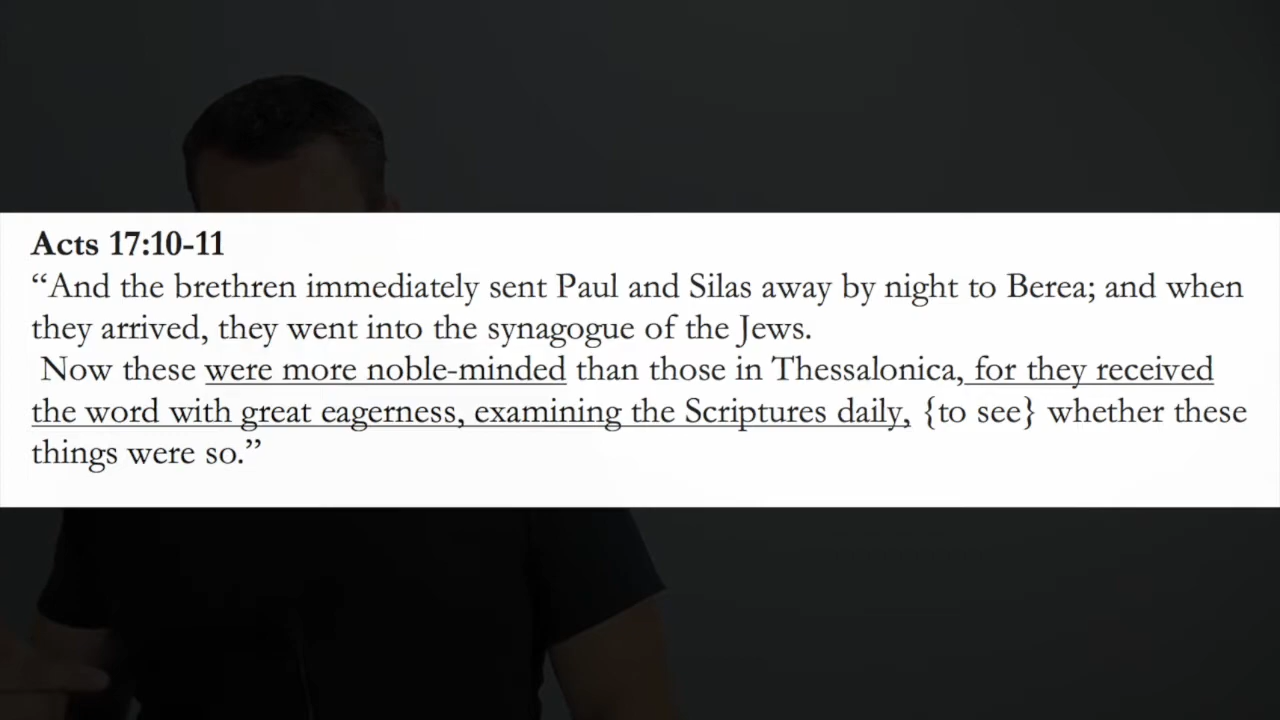 Acts 17:10-11
“And the brethren immediately sent Paul and Silas away by night to Berea; and when
they arrived, they went into the synagogue of the Jews.
Now these were more noble-minded than those in Thessalonica, for they received
the word with great eagerness, examining the Scriptures daily, {to see} whether these
things were so.”